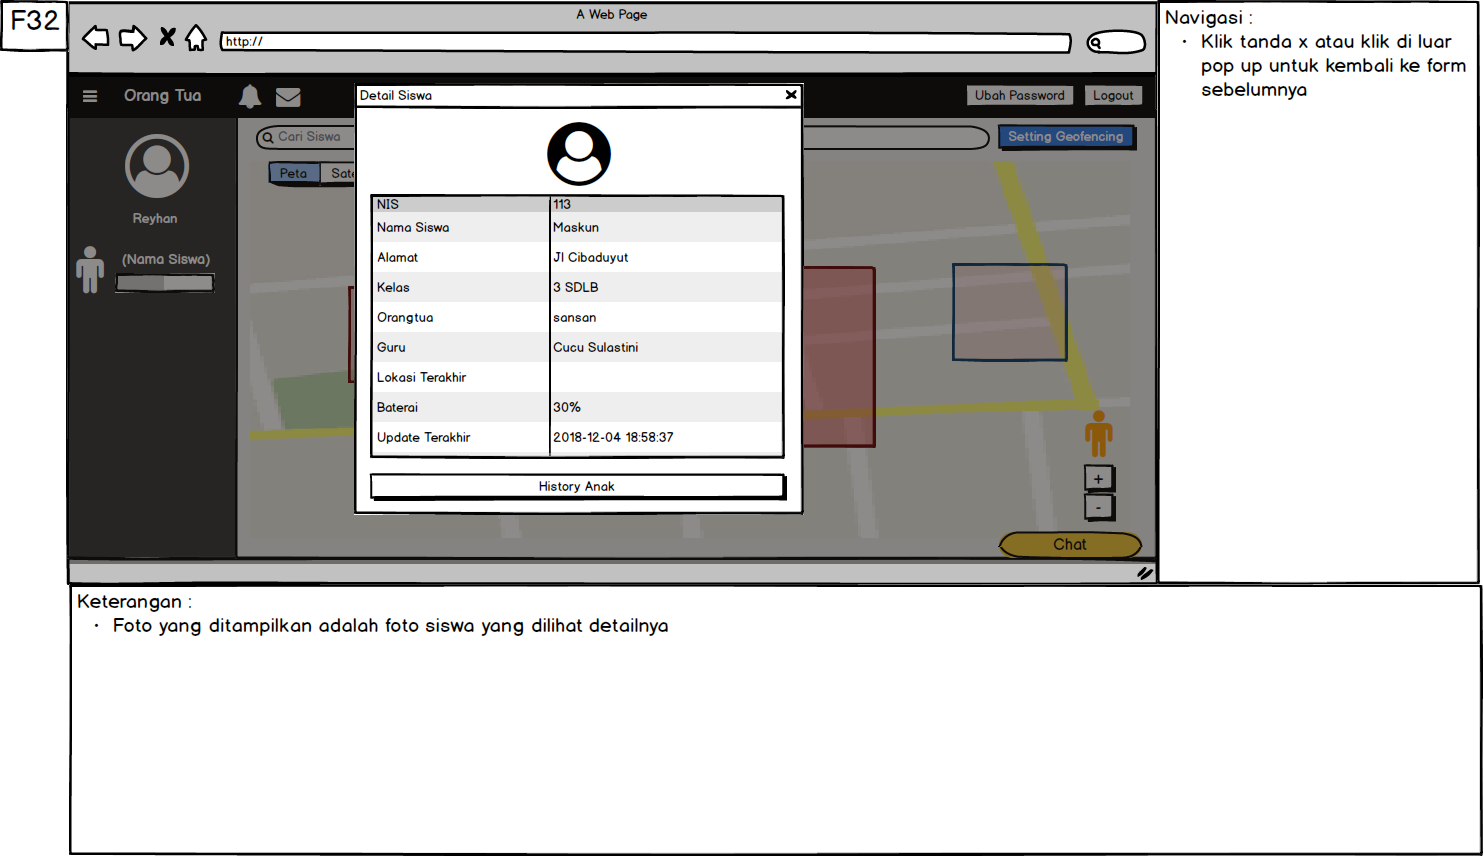 F32
A Web Page
http://
Orang Tua
Ubah Password
Logout
Reyhan
(Nama Siswa)
Cari Siswa
Setting Geofencing
Peta
Sate
Detail Siswa
NIS 113
Nama Siswa Maskun
Alamat Jl Cibaduyut
Kelas 3 SDLB
Orangtua sansan
Guru Cucu Sulastini
Lokasi Terakhir
Baterai 30%
Update Terakhir 2018-12-04 18:58:37
History Anak
+
-
Chat
Navigasi :
• Klik tanda x atau klik di luar
pop up untuk kembali ke form
sebelumnya
Keterangan :
• Foto yang ditampilkan adalah foto siswa yang dilihat detailnya